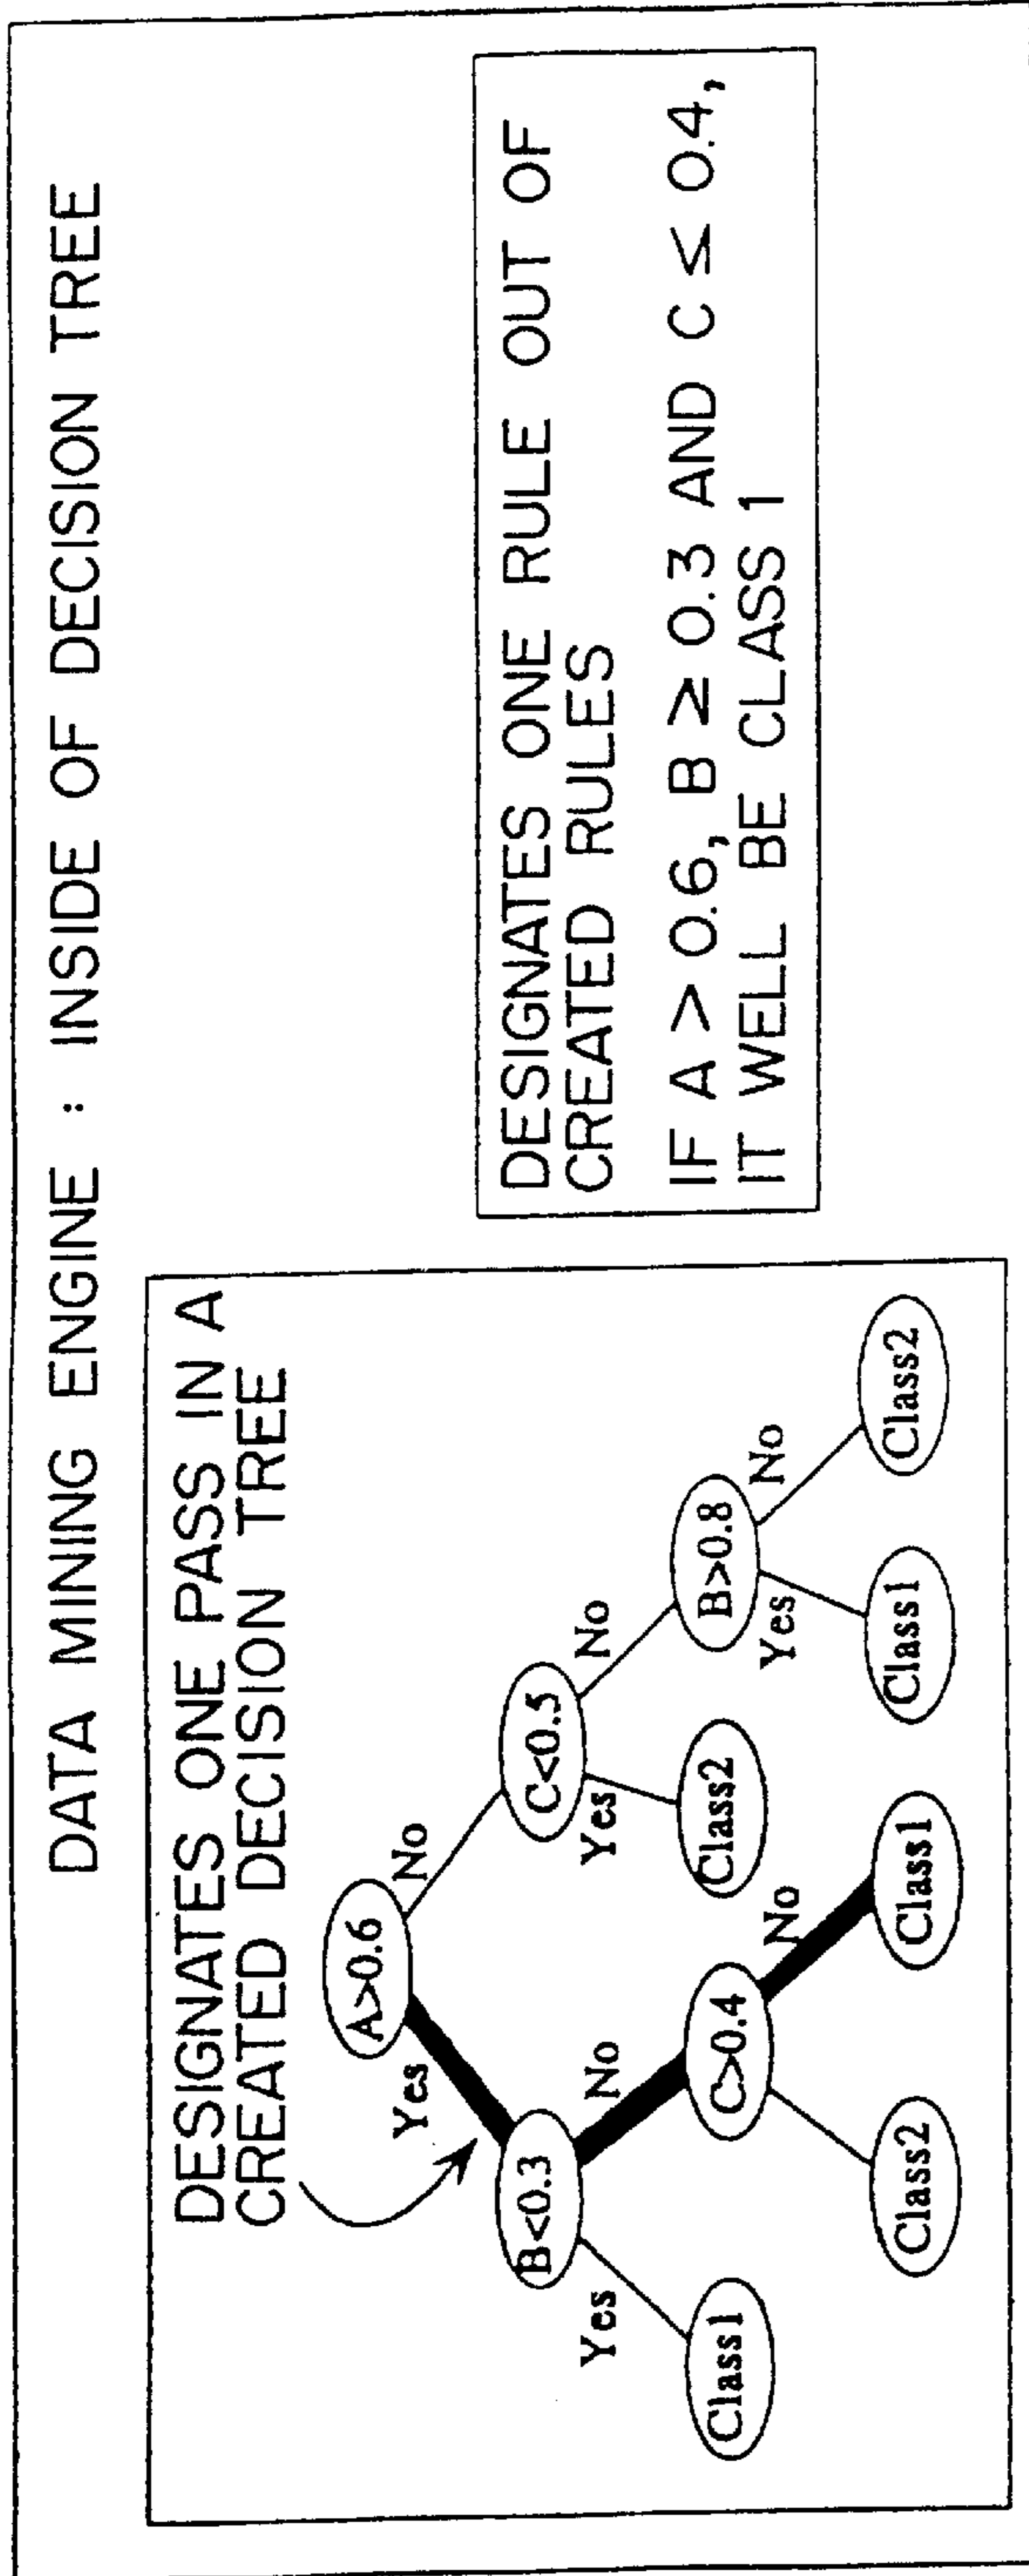 DATA MINING ENGINE : INSIDE OF DECISION TREE
DESIGNATES ONE PASS IN A
CREATED DECISION TREE
A>0.6
Yes
No
B<0.3
C<0.5
Yes
No
Yes
No
Class1
C>0.4
Class2
B>0.8
No
Yes
No
Class2
Class1
Class1
Class2
DESIGNATES ONE RULE OUT OF
CREATED RULES
IF A > 0.6, B ≥ 0.3 AND C ≤ 0.4,
IT WELL BE CLASS 1